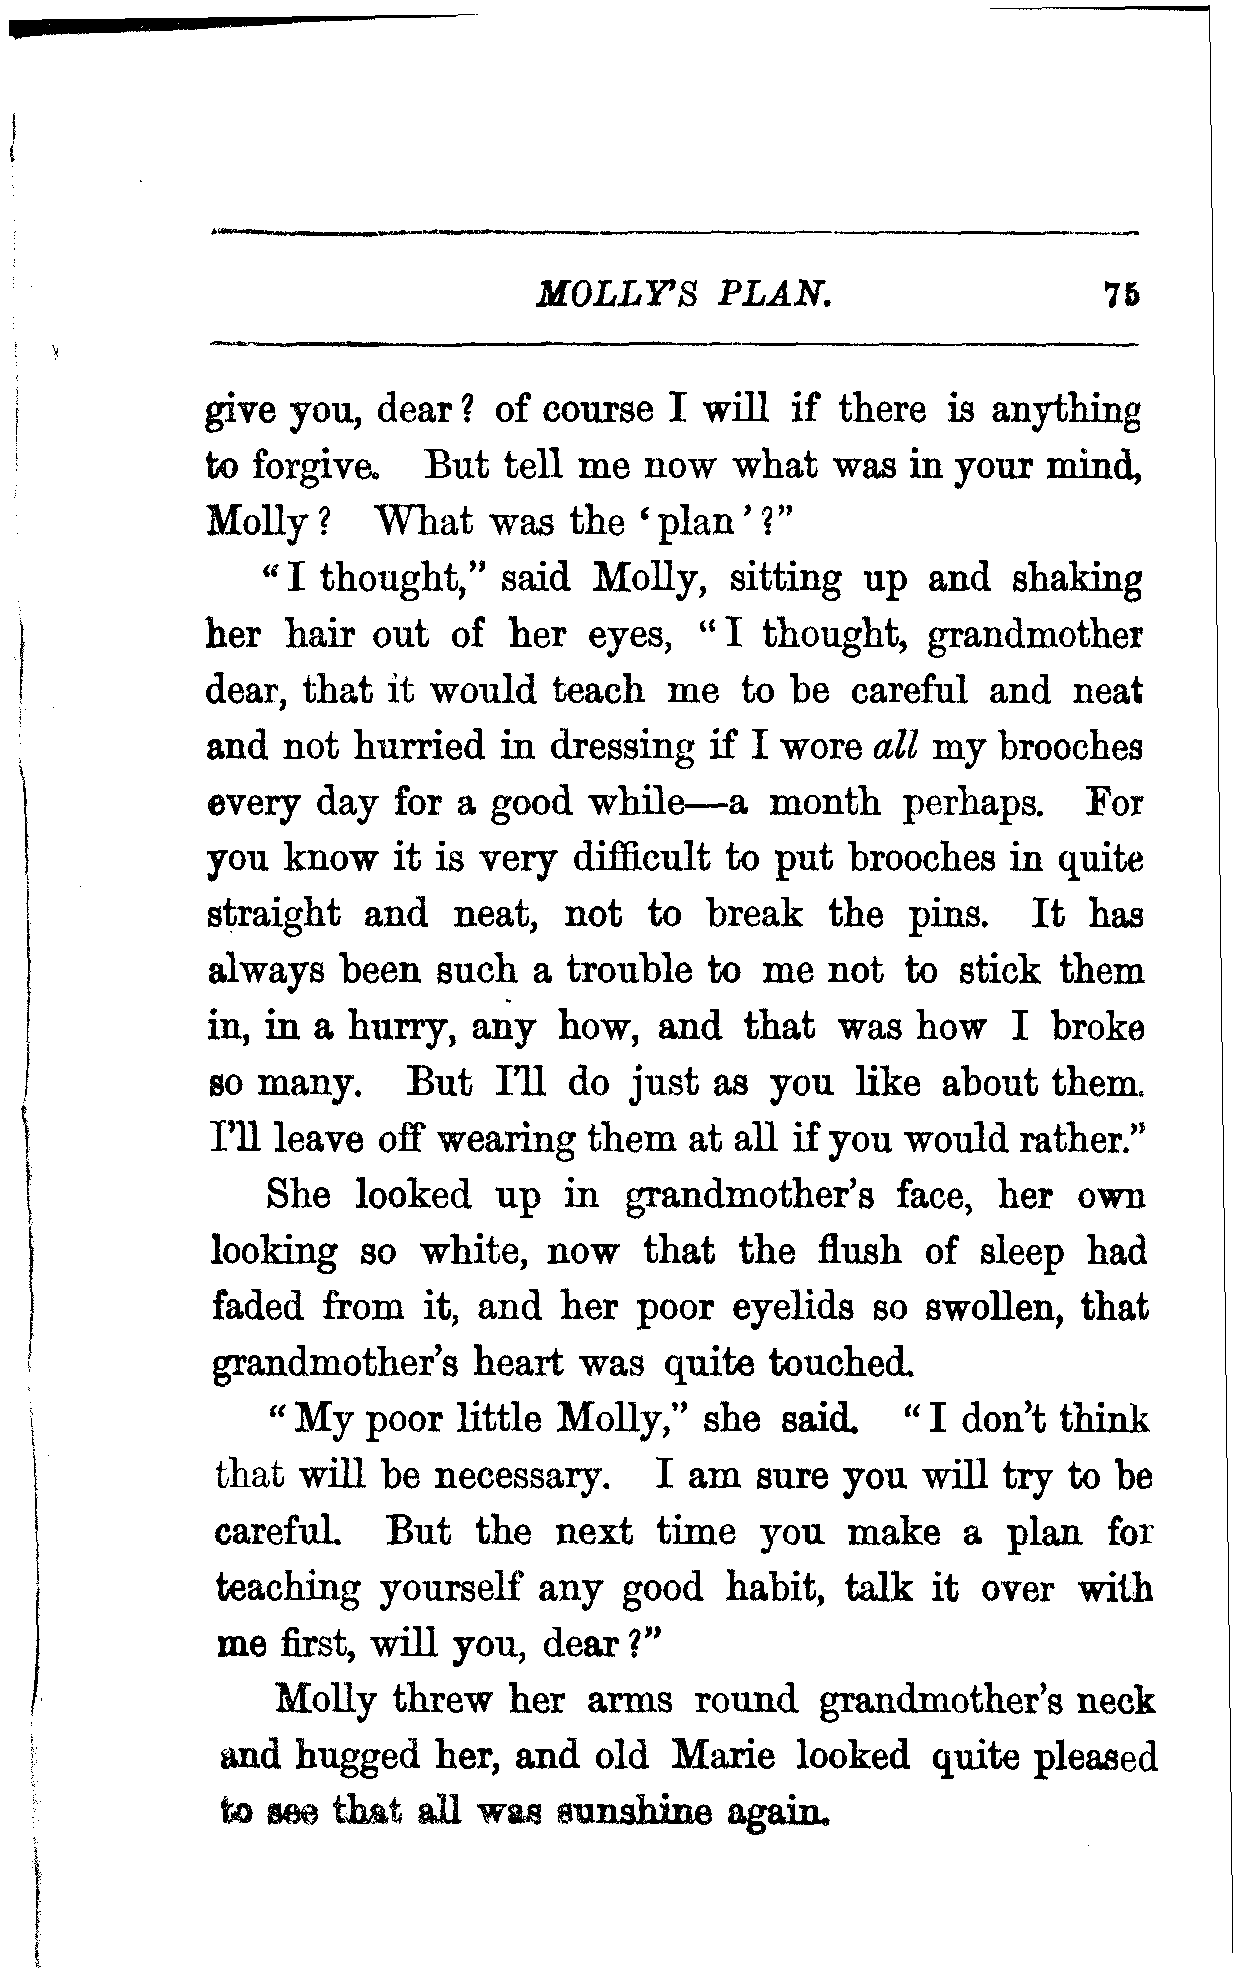 MOLLY'S PLAN. 75
give you, dear? of course I will if there is anything
to forgive. But tell me now what was in your mind,
Molly? What was the 'plan'?"
"I thought," said Molly, sitting up and shaking
her hair out of her eyes, "I thought, grandmother
dear, that it would teach me to be careful and neat
and not hurried in dressing if I wore all my brooches
every day for a good while—a month perhaps. For
you know it is very difficult to put brooches in quite
straight and neat, not to break the pins. It has
always been such a trouble to me not to stick them
in, in a hurry, any how, and that was how I broke
so many. But I'll do just as you like about them.
I'll leave off wearing them at all if you would rather."
She looked up in grandmother's face, her own
looking so white, now that the flush of sleep had
faded from it, and her poor eyelids so swollen, that
grandmother's heart was quite touched.
"My poor little Molly," she said. "I don't think
that will be necessary. I am sure you will try to be
careful. But the next time you make a plan for
teaching yourself any good habit, talk it over with
me first, will you, dear?"
Molly threw her arms round grandmother's neck
and hugged her, and old Marie looked quite pleased
to see that all was sunshine again.